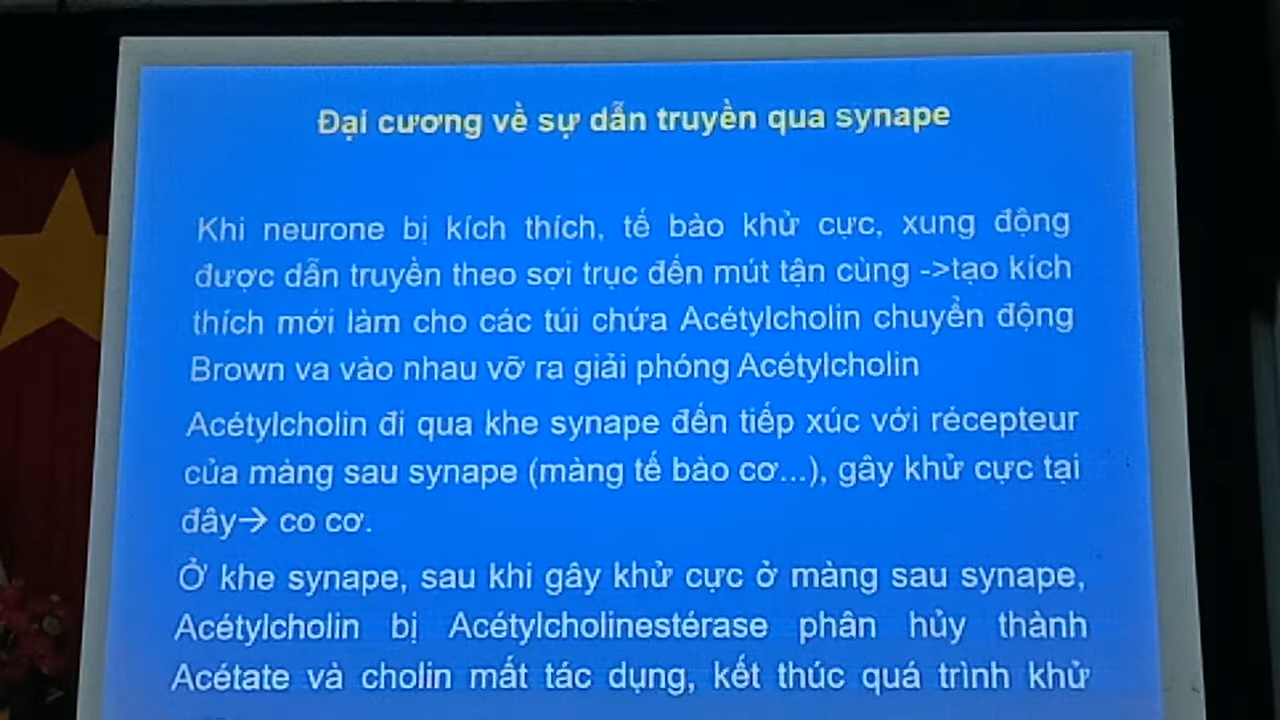 Đại cương về sự dẫn truyền qua synape
Khi neurone bị kích thích, tế bào khử cực, xung động
được dẫn truyền theo sợi trục đến mút tận cùng ->tạo kích
thích mới làm cho các túi chứa Acétylcholin chuyển động
Brown va vào nhau vỡ ra giải phóng Acétylcholin
Acétylcholin đi qua khe synape đến tiếp xúc với récepteur
của màng sau synape (màng tế bào cơ...), gây khử cực tại
đây→ co cơ.
Ở khe synape, sau khi gây khử cực ở màng sau synape,
Acétylcholin bị Acétylcholinestérase phân hủy thành
Acétate và cholin mất tác dụng, kết thúc quá trình khử